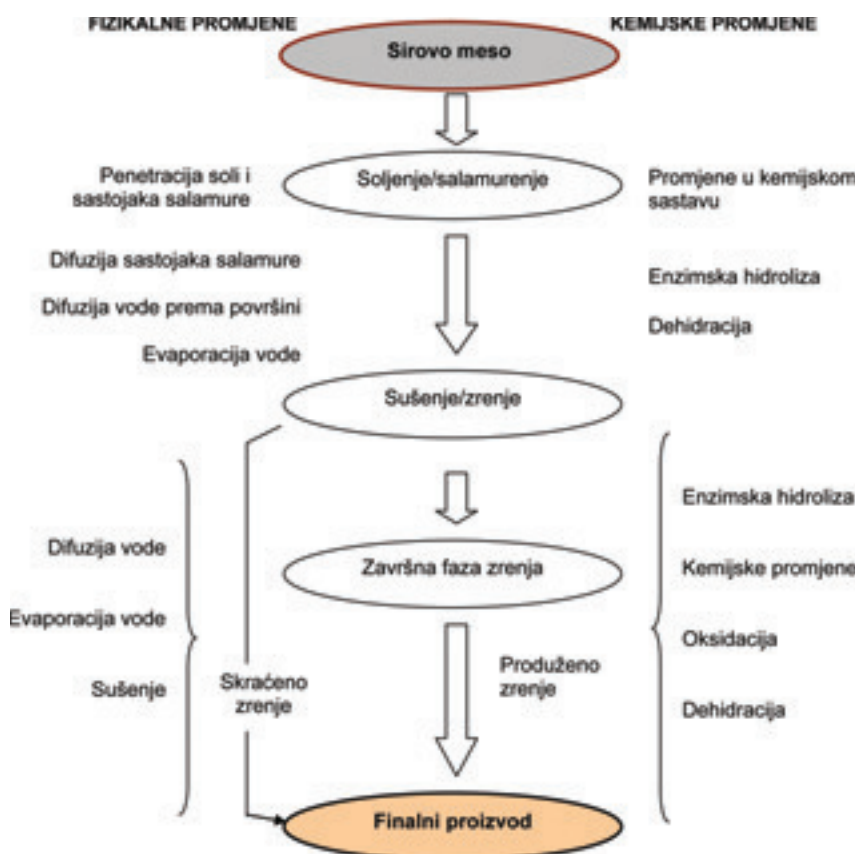 FIZIKALNE PROMJENE
KEMIJSKE PROMJENE
Sirovo meso
Penetracija soli i
sastojaka salamure
Soljenje/salamurenje
Promjene u kemijskom
sastavu
Difuzija sastojaka salamure
Difuzija vode prema površini
Evaporacija vode
Enzimska hidroliza
Dehidracija
Sušenje/zrenje
Difuzija vode
Evaporacija vode
Sušenje
Skraćeno
zrenje
Završna faza zrenja
Produženo
zrenje
Enzimska hidroliza
Kemijske promjene
Oksidacija
Dehidracija
Finalni proizvod